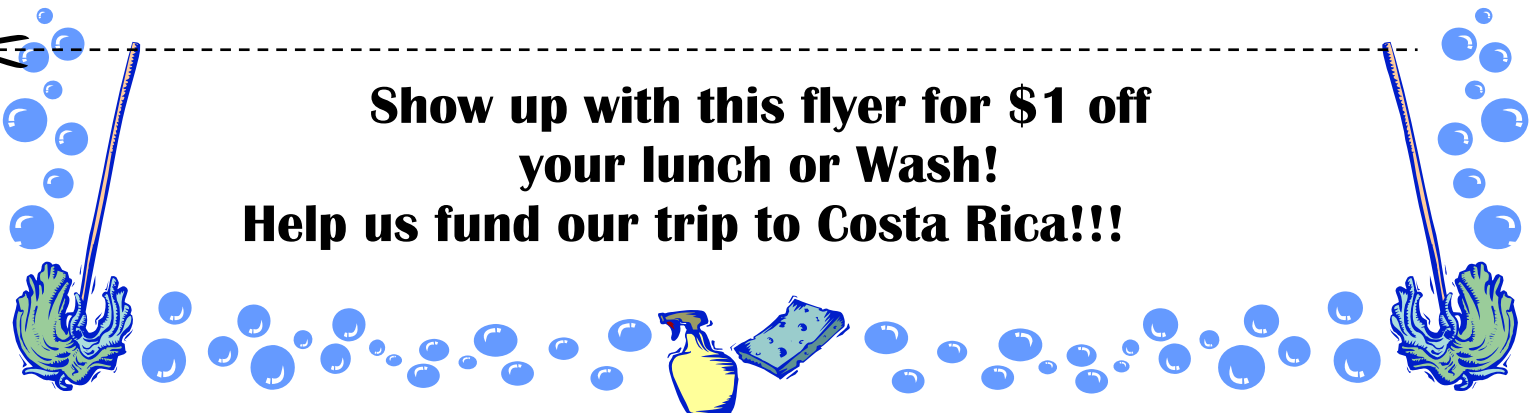 Show up with this flyer for $1 off
your lunch or Wash!
Help us fund our trip to Costa Rica!!!